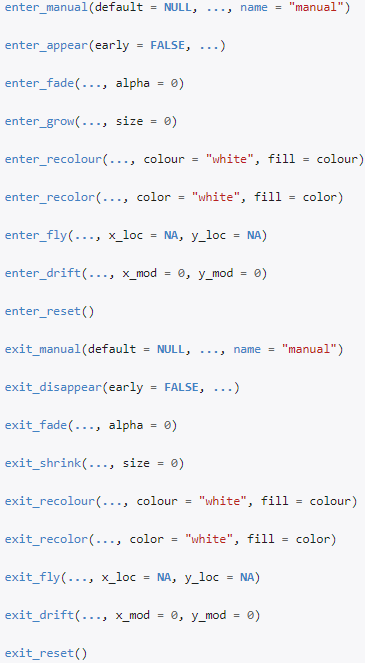 enter_manual(default = NULL, ..., name = "manual")
enter_appear(early = FALSE, ...)
enter_fade(..., alpha = 0)
enter_grow(..., size = 0)
enter_recolour(..., colour = "white", fill = colour)
enter_recolor(..., color = "white", fill = color)
enter_fly(..., x_loc = NA, y_loc = NA)
enter_drift(..., x_mod = 0, y_mod = 0)
enter_reset()
exit_manual(default = NULL, ..., name = "manual")
exit_disappear(early = FALSE, ...)
exit_fade(..., alpha = 0)
exit_shrink(..., size = 0)
exit_recolour(..., colour = "white", fill = colour)
exit_recolor(..., color = "white", fill = color)
exit_fly(..., x_loc = NA, y_loc = NA)
exit_drift(..., x_mod = 0, y_mod = 0)
exit_reset()